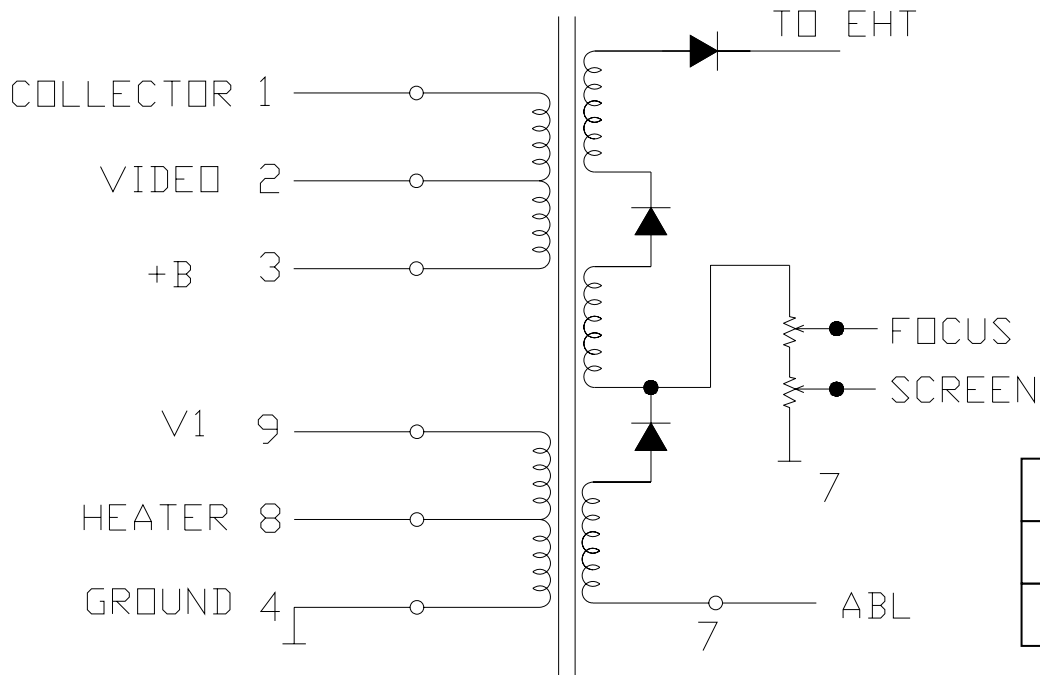 TO EHT
COLLECTOR 1
VIDEO 2
+B 3
FOCUS
SCREEN
V1 9
7
HEATER 8
GROUND 4
ABL
7